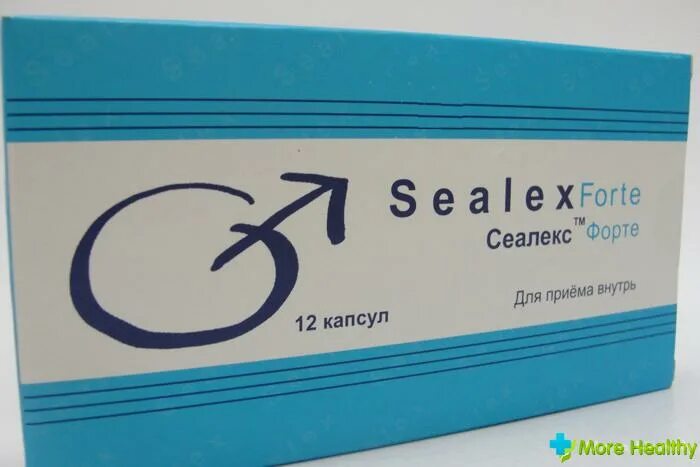 Sealex Forte
Сеалекс™ Форте
Для приёма внутрь
12 капсул
More Healthy